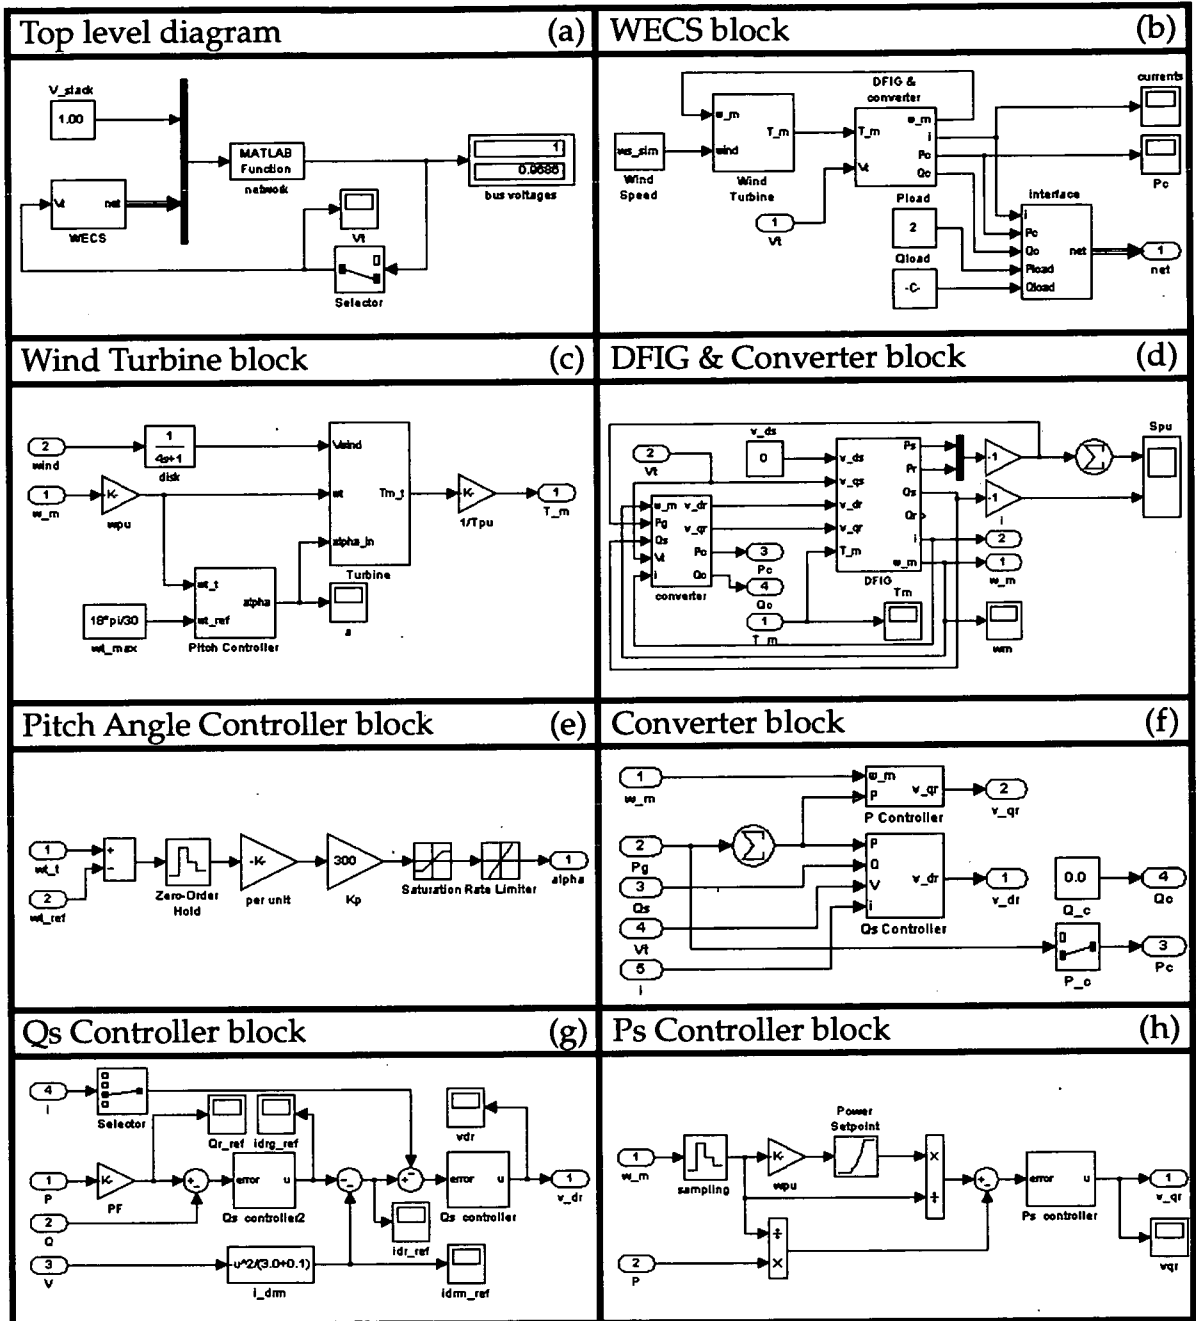 Top level diagram (a)
V_slack
1.00
Vt
net
WECS
MATLAB
Function
network
Vt
Selector
1
0.9686
bus voltages
WECS block (b)
ws_sim
Wind
Speed
w_m
wind
T_m
Wind
Turbine
1
Vt
DFIG &
converter
T_m
Vt
w_m
i
Pc
Qc
Pload
2
Qload
-C-
interface
i
Pc
Qc
Pload
Qload
net
currents
Pc
1
net
Wind Turbine block (c)
2
wind
1
w_m
1
4s+1
disk
K-
wpu
18*pi/30
wt_max
wt_t
wt_ref
alpha
Pitch Controller
Vwind
wt
alpha_in
Tm_t
Turbine
a
K-
1/Tpu
1
T_m
DFIG & Converter block (d)
2
Vt
v_ds
0
w_m
Pg
Qs
Vt
i
v_dr
v_qr
Pc
Qc
converter
3
Pc
4
Qc
1
T_m
v_ds
v_qs
v_dr
v_qr
T_m
Ps
Pr
Qs
Qr
i
w_m
DFIG
Tm
-1
-1
i
2
1
w_m
wm
Σ
Spu
Pitch Angle Controller block (e)
1
wt_t
2
wt_ref
+
−
Zero-Order
Hold
-K-
per unit
300
Kp
Saturation
Rate Limiter
1
alpha
Converter block (f)
1
w_m
2
Pg
3
Qs
4
Vt
5
i
Σ
w_m
P
v_qr
P Controller
P
Q
V
i
v_dr
Qs Controller
2
v_qr
1
v_dr
0.0
Q_c
4
Qc
P_c
3
Pc
Qs Controller block (g)
4
i
Selector
1
P
2
Q
3
V
K-
PF
Qr_ref
idrg_ref
error
u
Qs controller2
u^2/(3.0+0.1)
i_drm
idr_ref
idrm_ref
vdr
error
u
Qs controller
1
v_dr
Ps Controller block (h)
1
w_m
2
P
sampling
K-
wpu
Power
Setpoint
×
÷
÷
×
error
u
Ps controller
1
v_qr
vqr